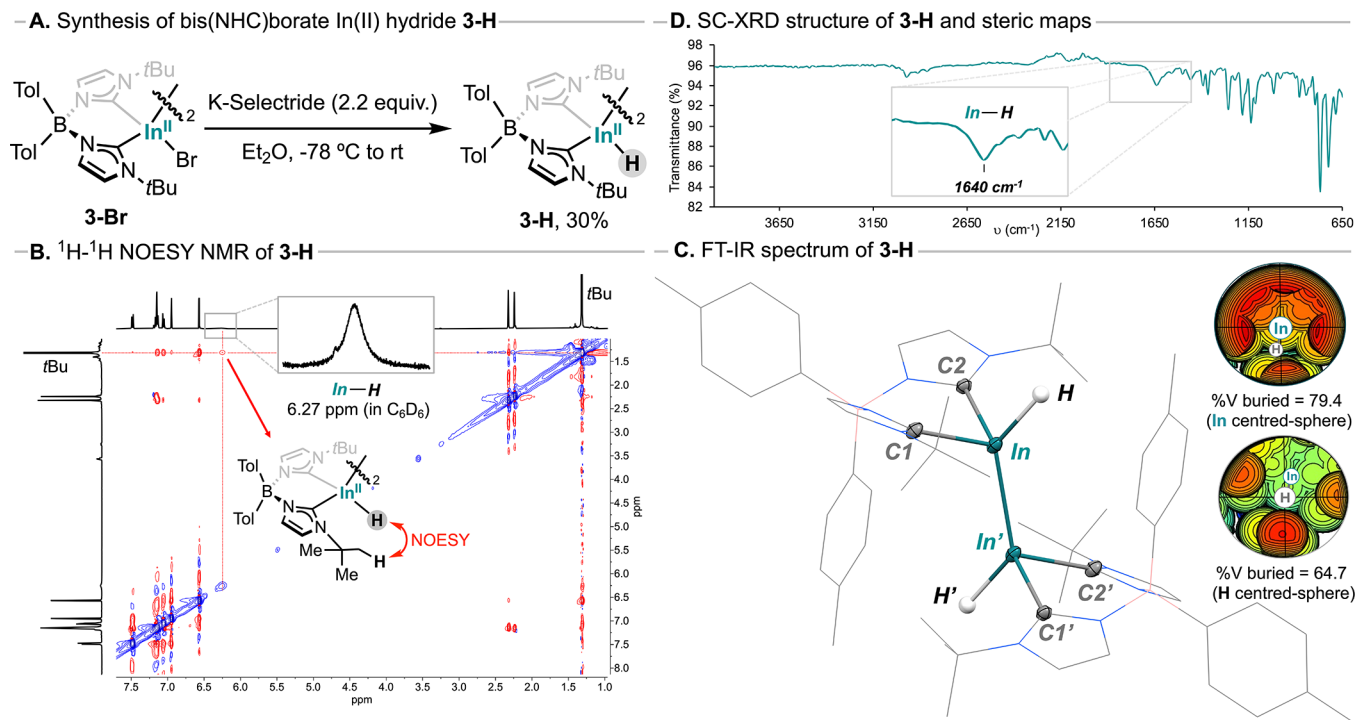 A. Synthesis of bis(NHC)borate In(II) hydride 3-H
N
tBu
N
Tol
B
2
InII
Tol
N
Br
N
tBu
3-Br
K-Selectride (2.2 equiv.)
Et2O, -78 ºC to rt
N
tBu
N
Tol
B
2
InII
Tol
N
H
N
tBu
3-H, 30%
D. SC-XRD structure of 3-H and steric maps
Transmittance (%)
98
96
94
92
90
88
86
84
82
In—H
1640 cm-1
3650
3150
2650
2150
1650
1150
650
υ (cm-1)
B. 1H-1H NOESY NMR of 3-H
tBu
tBu
In—H
6.27 ppm (in C6D6)
N
tBu
N
Tol
B
2
InII
Tol
N
H
N
NOESY
Me
H
Me
1.5
2.0
2.5
3.0
3.5
4.0
4.5
5.0
5.5
6.0
6.5
7.0
7.5
8.0
ppm
7.5
7.0
6.5
6.0
5.5
5.0
4.5
4.0
3.5
3.0
2.5
2.0
1.5
1.0
ppm
C. FT-IR spectrum of 3-H
C2
H
C1
In
In’
H’
C2’
C1’
In
H
%V buried = 79.4
(In centred-sphere)
In
H
%V buried = 64.7
(H centred-sphere)